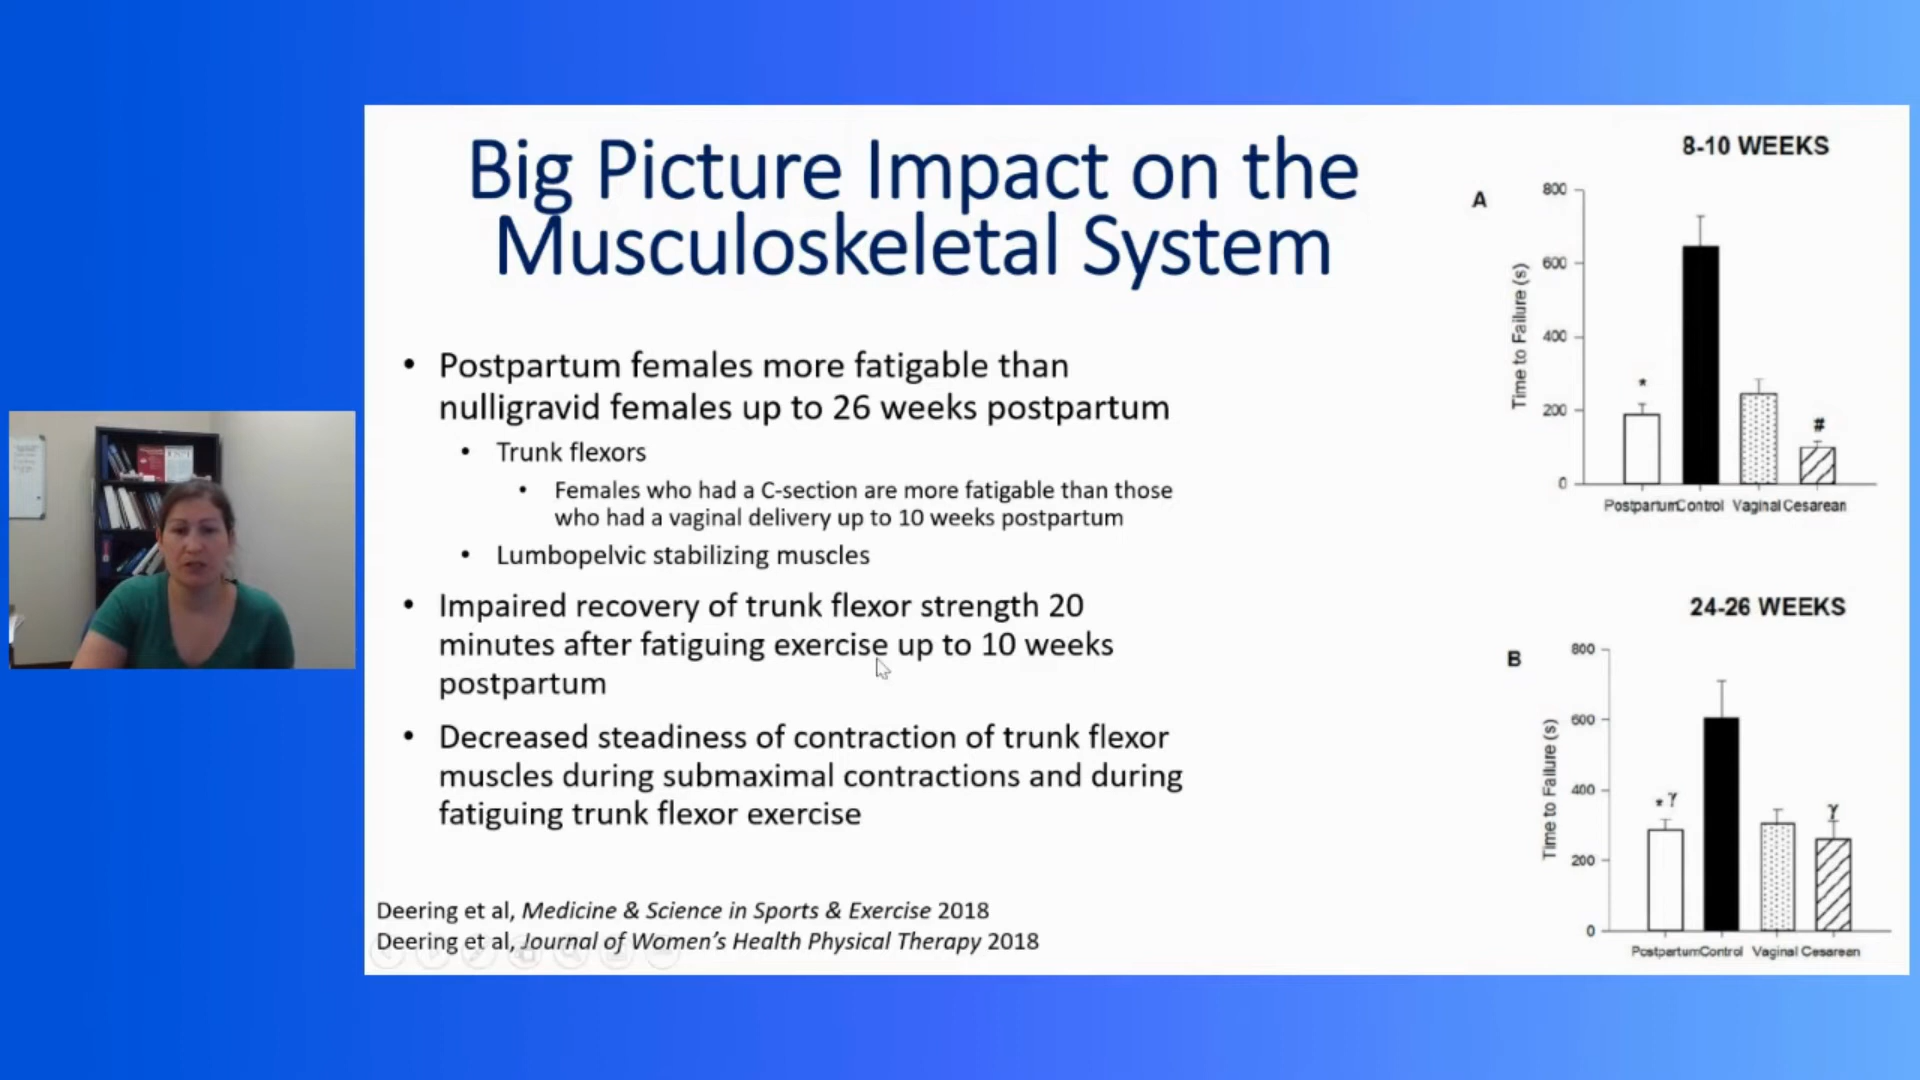 Big Picture Impact on the
Musculoskeletal System
• Postpartum females more fatigable than
nulligravid females up to 26 weeks postpartum
• Trunk flexors
• Females who had a C-section are more fatigable than those
who had a vaginal delivery up to 10 weeks postpartum
• Lumbopelvic stabilizing muscles
• Impaired recovery of trunk flexor strength 20
minutes after fatiguing exercise up to 10 weeks
postpartum
• Decreased steadiness of contraction of trunk flexor
muscles during submaximal contractions and during
fatiguing trunk flexor exercise
Deering et al, Medicine & Science in Sports & Exercise 2018
Deering et al, Journal of Women's Health Physical Therapy 2018
8-10 WEEKS
A
Time to Failure (s)
800
600
400
200
0
*
#
Postpartum Control Vaginal Cesarean
24-26 WEEKS
B
Time to Failure (s)
800
600
400
200
0
* γ
γ
Postpartum Control Vaginal Cesarean